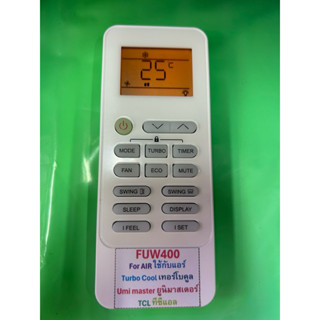 25°C
MODE TURBO TIMER
FAN ECO MUTE
SWING SWING
SLEEP DISPLAY
I FEEL I SET
FUW400
For AIR ใช้กับแอร์
Turbo Cool เทอร์โบคูล
Umi master ยูนิมาสเตอร์
TCL ทีซีแอล